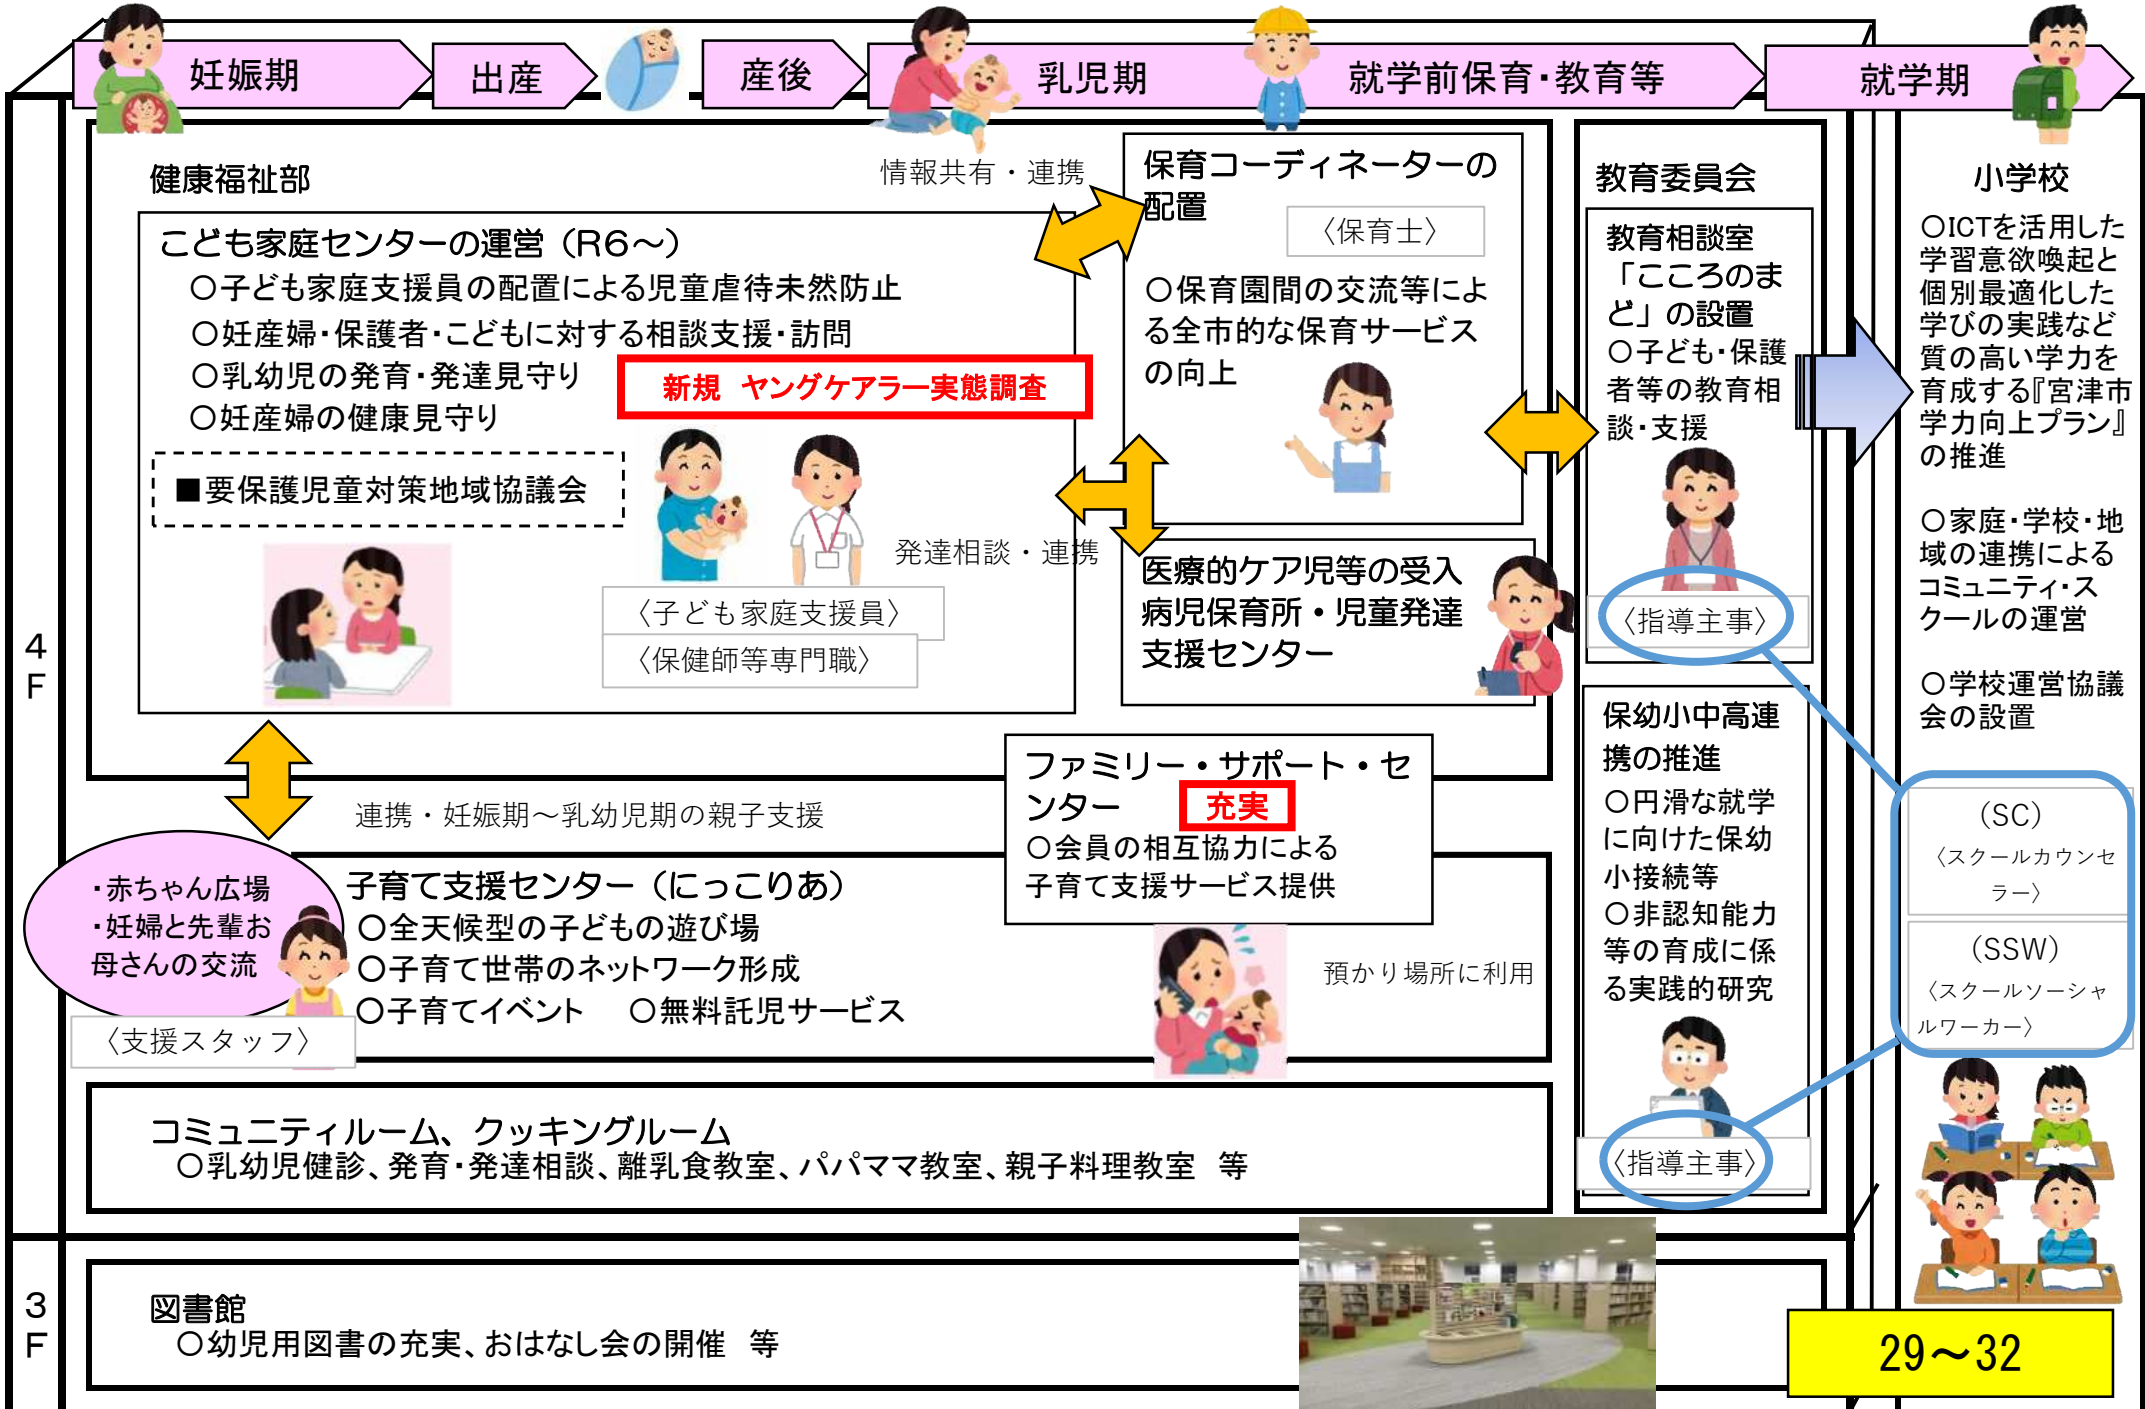 妊娠期
出産
産後
乳児期
就学前保育・教育等
就学期
4F
健康福祉部
情報共有・連携
こども家庭センターの運営（R6～）
〇子ども家庭支援員の配置による児童虐待未然防止
〇妊産婦・保護者・こどもに対する相談支援・訪問
〇乳幼児の発育・発達見守り
〇妊産婦の健康見守り
新規 ヤングケアラー実態調査
■要保護児童対策地域協議会
〈子ども家庭支援員〉
〈保健師等専門職〉
発達相談・連携
保育コーディネーターの
配置
〈保育士〉
〇保育園間の交流等によ
る全市的な保育サービス
の向上
医療的ケア児等の受入
病児保育所・児童発達
支援センター
連携・妊娠期～乳幼児期の親子支援
ファミリー・サポート・セ
ンター
充実
〇会員の相互協力による
子育て支援サービス提供
預かり場所に利用
・赤ちゃん広場
・妊婦と先輩お
母さんの交流
〈支援スタッフ〉
子育て支援センター（にっこりあ）
〇全天候型の子どもの遊び場
〇子育て世帯のネットワーク形成
〇子育てイベント 〇無料託児サービス
コミュニティルーム、クッキングルーム
〇乳幼児健診、発育・発達相談、離乳食教室、パパママ教室、親子料理教室 等
教育委員会
教育相談室
「こころのま
ど」の設置
〇子ども・保護
者等の教育相
談・支援
〈指導主事〉
保幼小中高連
携の推進
〇円滑な就学
に向けた保幼
小接続等
〇非認知能力
等の育成に係
る実践的研究
〈指導主事〉
小学校
〇ICTを活用した
学習意欲喚起と
個別最適化した
学びの実践など
質の高い学力を
育成する『宮津市
学力向上プラン』
の推進
〇家庭・学校・地
域の連携による
コミュニティ・ス
クールの運営
〇学校運営協議
会の設置
（SC）
〈スクールカウンセ
ラー〉
（SSW）
〈スクールソーシャ
ルワーカー〉
3F
図書館
〇幼児用図書の充実、おはなし会の開催 等
29～32